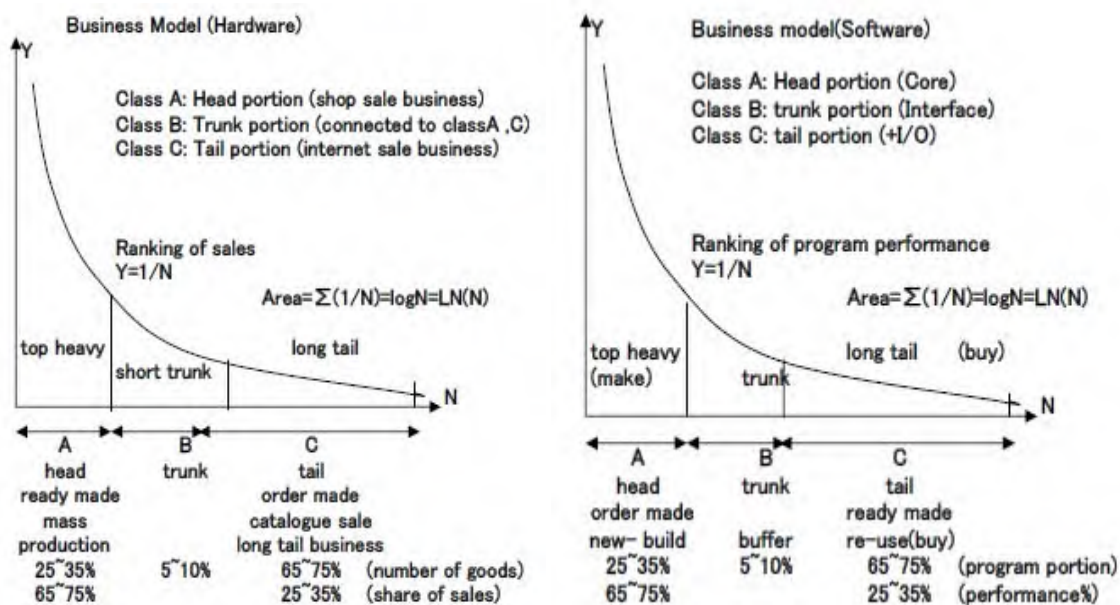 Business Model (Hardware)
Y
Class A: Head portion (shop sale business)
Class B: Trunk portion (connected to classA ,C)
Class C: Tail portion (internet sale business)
Ranking of sales
Y=1/N
Area=∑(1/N)=logN=LN(N)
top heavy
short trunk
long tail
N
A B C
head trunk tail
ready made order made
mass catalogue sale
production long tail business
25~35% 5~10% 65~75% (number of goods)
65~75% 25~35% (share of sales)
Business model(Software)
Y
Class A: Head portion (Core)
Class B: trunk portion (Interface)
Class C: tail portion (+I/O)
Ranking of program performance
Y=1/N
Area=∑(1/N)=logN=LN(N)
top heavy
(make)
trunk
long tail (buy)
N
A B C
head trunk tail
order made ready made
new- build buffer re-use(buy)
25~35% 5~10% 65~75% (program portion)
65~75% 25~35% (performance%)